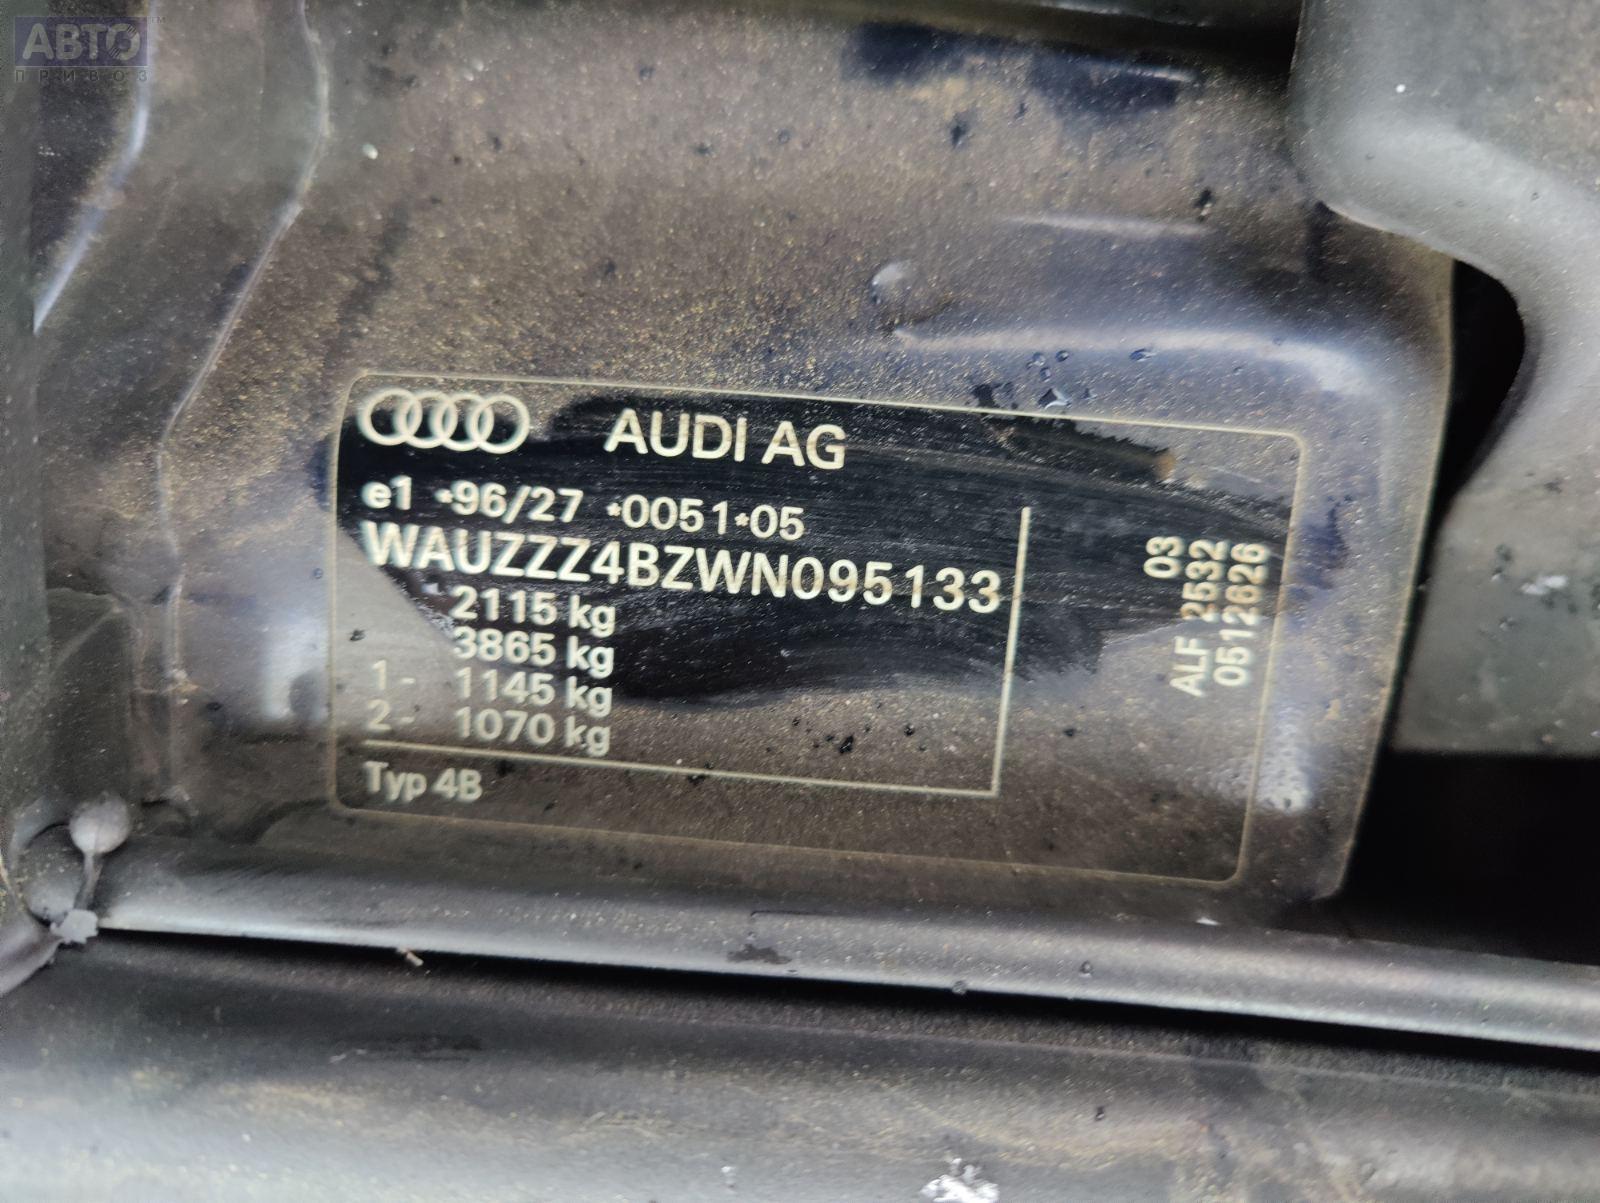 АВТО
ПРИВОЗ
AUDI AG
e1 *96/27 *0051*05
WAUZZZ4BZWN095133
2115 kg
3865 kg
1- 1145 kg
2- 1070 kg
Typ 4B
03
ALF 2532
0512626